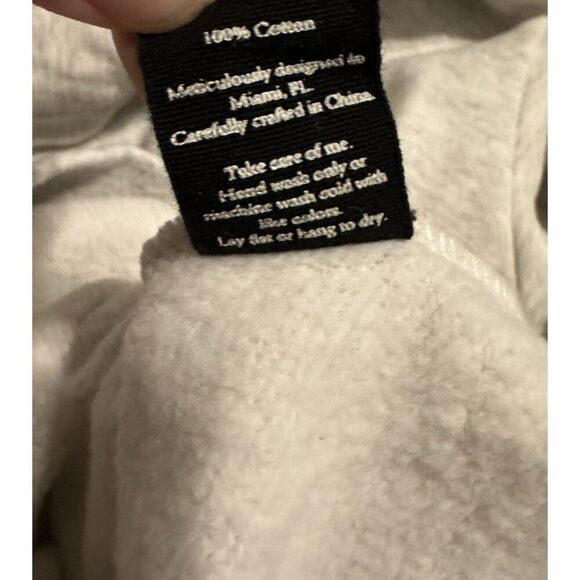 100% Cotton
Meticulously designed in
Miami, FL.
Carefully crafted in China.
Take care of me.
Hand wash only or
machine wash cold with
like colors.
Lay flat or hang to dry.